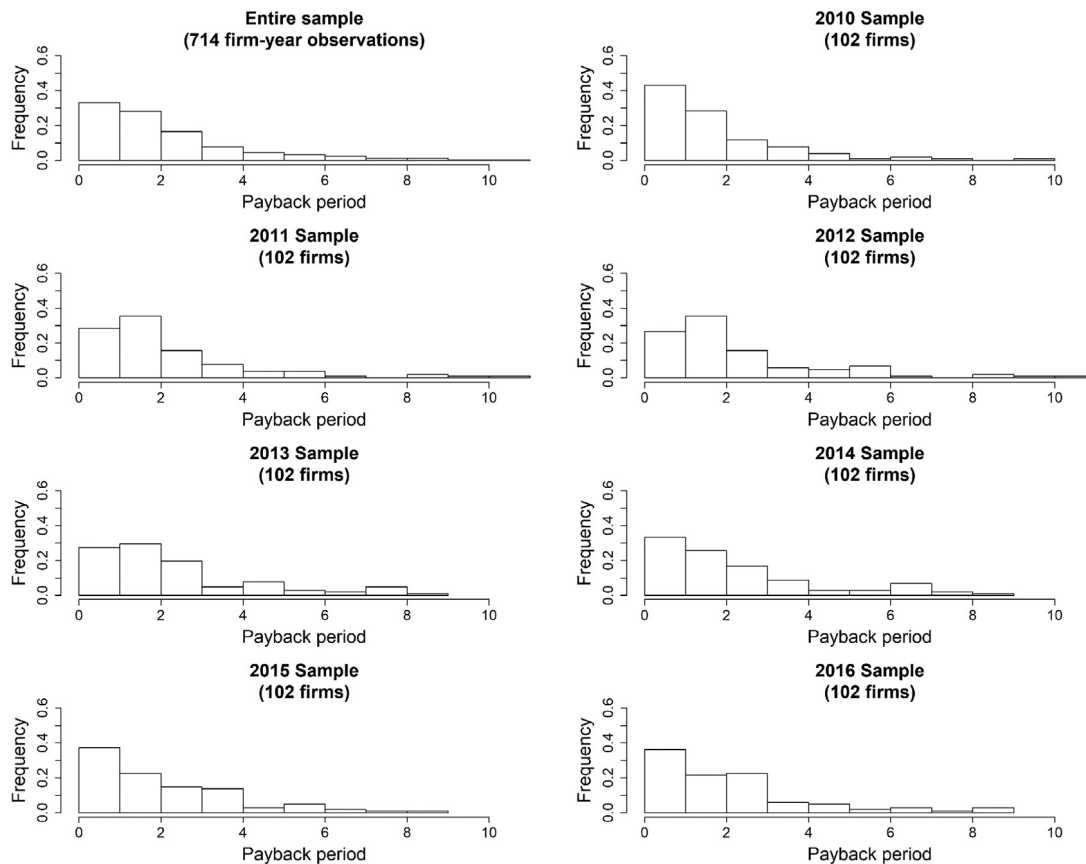 Entire sample
(714 firm-year observations)
Frequency
0.0 0.2 0.4 0.6
0 2 4 6 8 10
Payback period
2010 Sample
(102 firms)
Frequency
0.0 0.2 0.4 0.6
0 2 4 6 8 10
Payback period
2011 Sample
(102 firms)
Frequency
0.0 0.2 0.4 0.6
0 2 4 6 8 10
Payback period
2012 Sample
(102 firms)
Frequency
0.0 0.2 0.4 0.6
0 2 4 6 8 10
Payback period
2013 Sample
(102 firms)
Frequency
0.0 0.2 0.4 0.6
0 2 4 6 8 10
Payback period
2014 Sample
(102 firms)
Frequency
0.0 0.2 0.4 0.6
0 2 4 6 8 10
Payback period
2015 Sample
(102 firms)
Frequency
0.0 0.2 0.4 0.6
0 2 4 6 8 10
Payback period
2016 Sample
(102 firms)
Frequency
0.0 0.2 0.4 0.6
0 2 4 6 8 10
Payback period